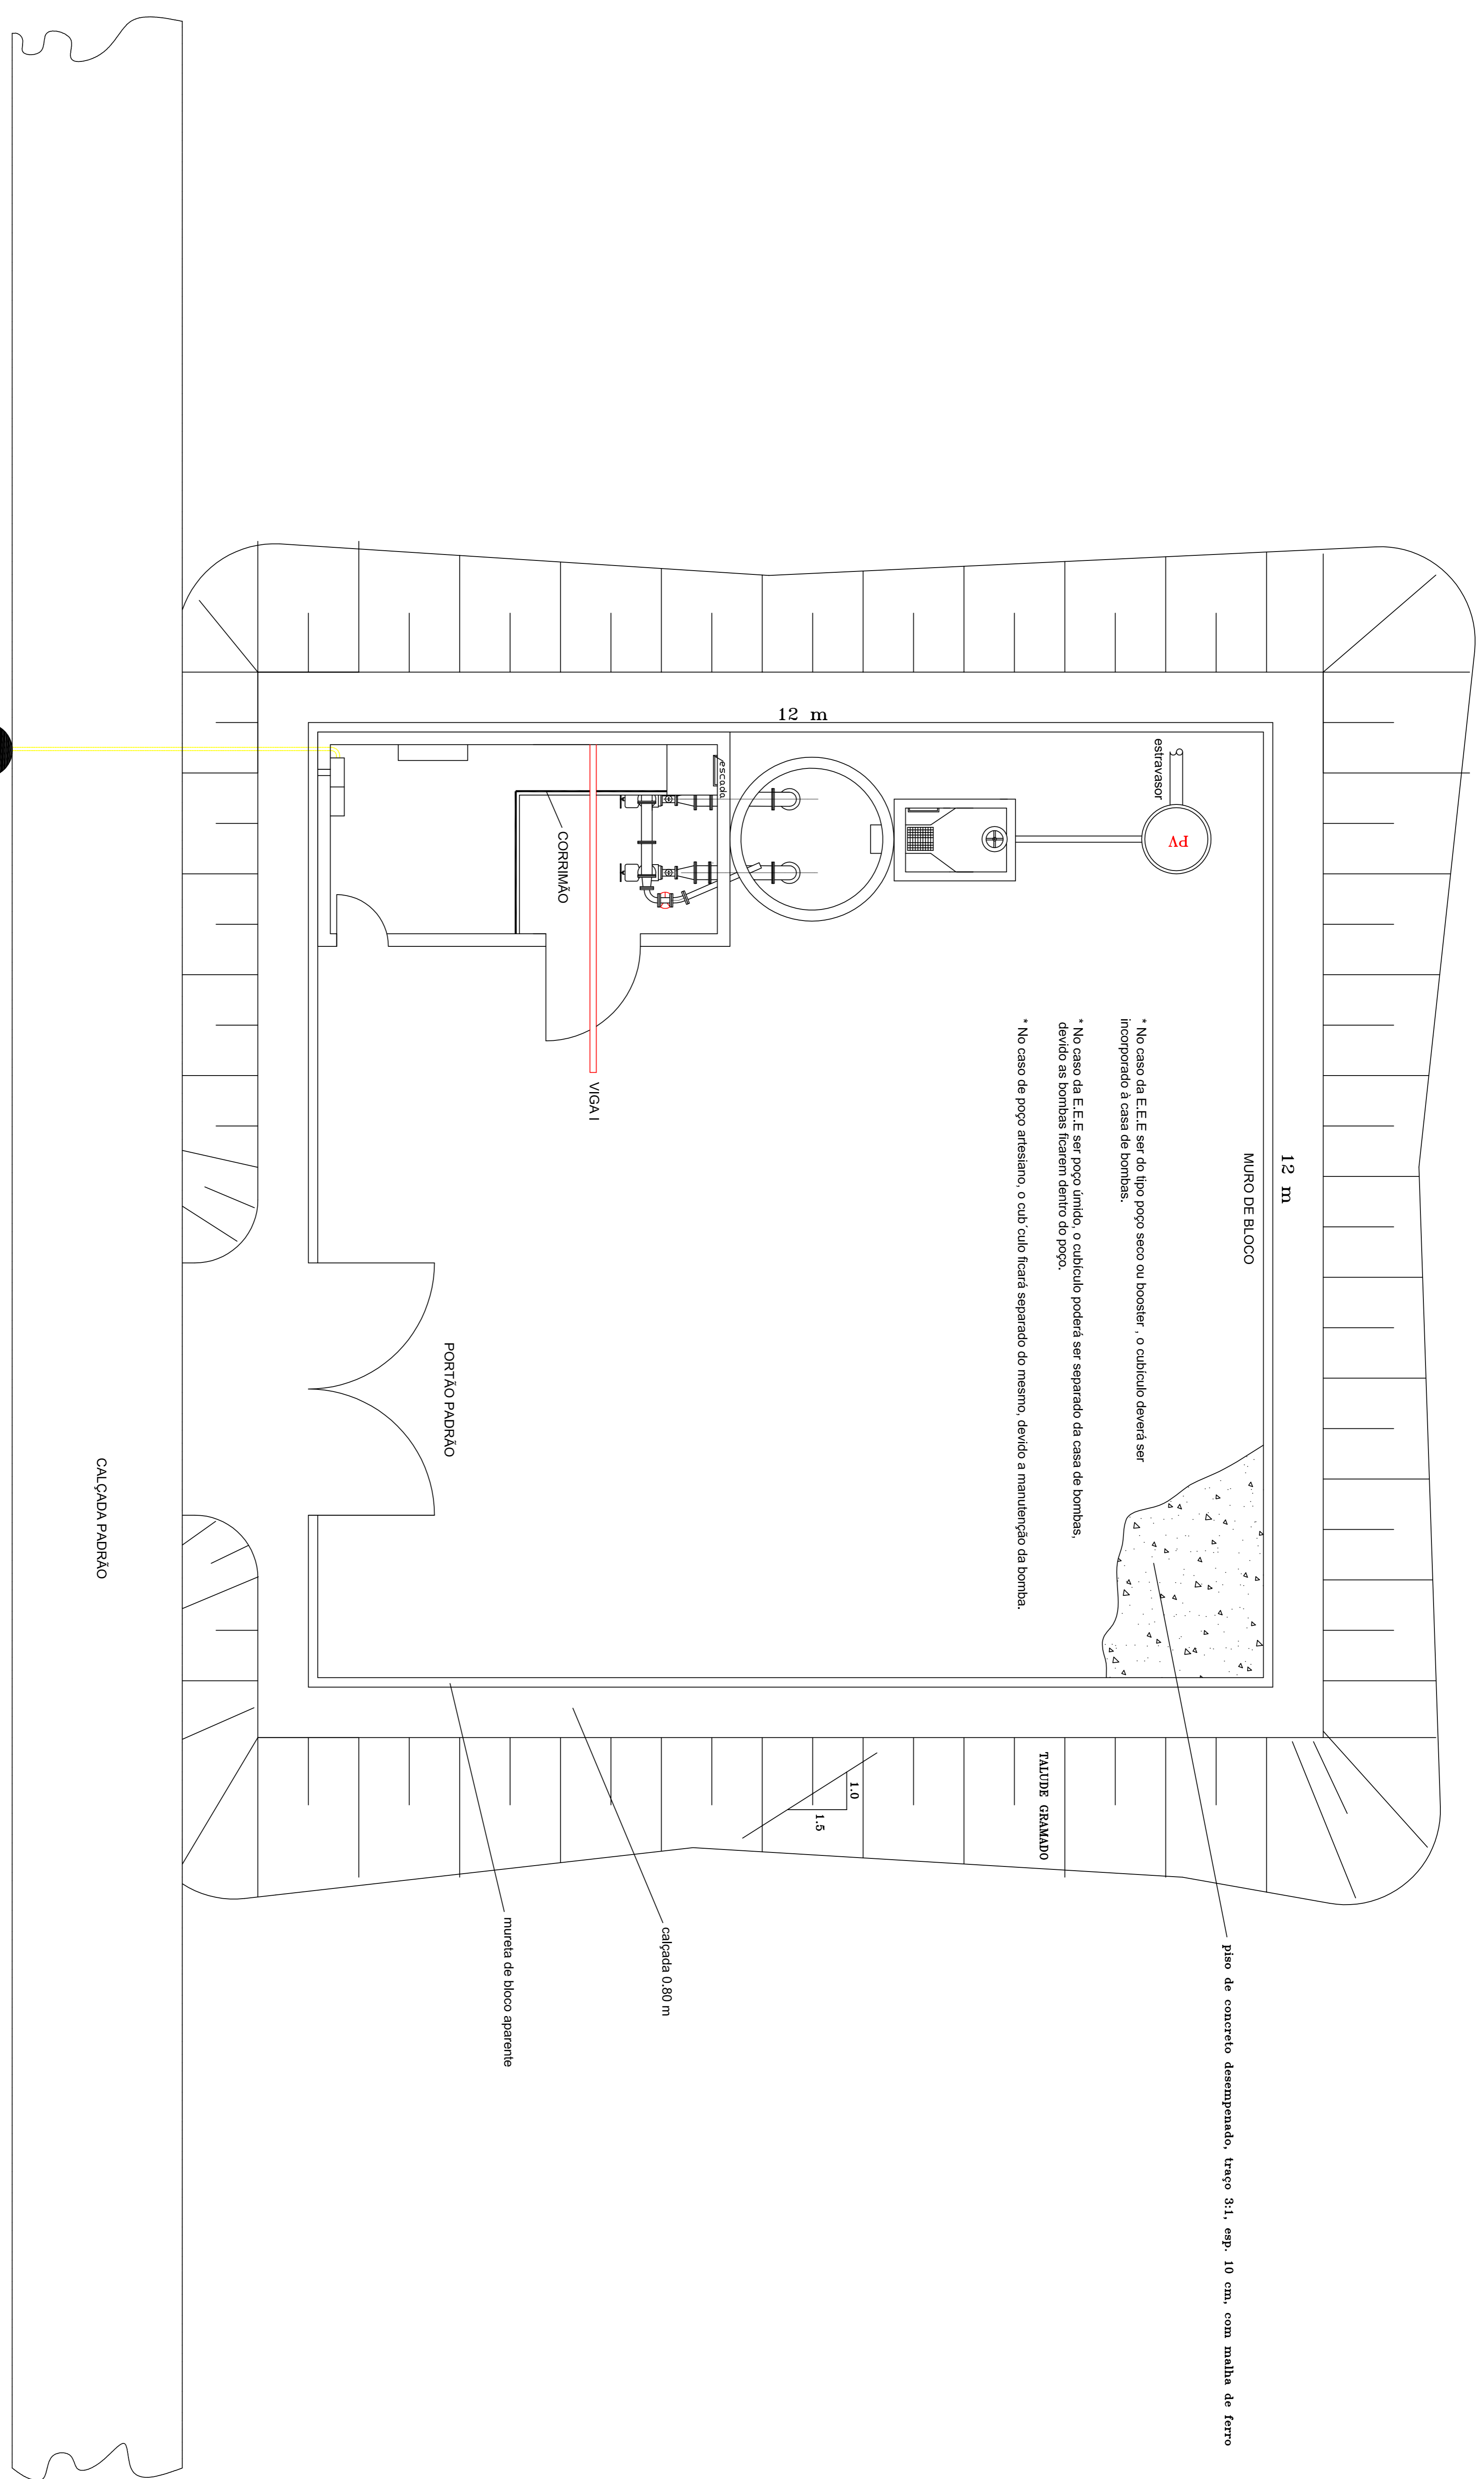 12 m
MURO DE BLOCO
12 m
estravasor
PV
* No caso da E.E.E ser do tipo poço seco ou booster , o cubículo deverá ser
incorporado à casa de bombas.
* No caso da E.E.E ser poço úmido, o cubículo poderá ser separado da casa de bombas,
devido as bombas ficarem dentro do poço.
* No caso de poço artesiano, o cub´culo ficará separado do mesmo, devido a manutenção da bomba.
escada
CORRIMÃO
VIGA I
PORTÃO PADRÃO
CALÇADA PADRÃO
TALUDE GRAMADO
1.0
1.5
piso de concreto desempenado, traço 3:1, esp. 10 cm, com malha de ferro
calçada 0.80 m
mureta de bloco aparente